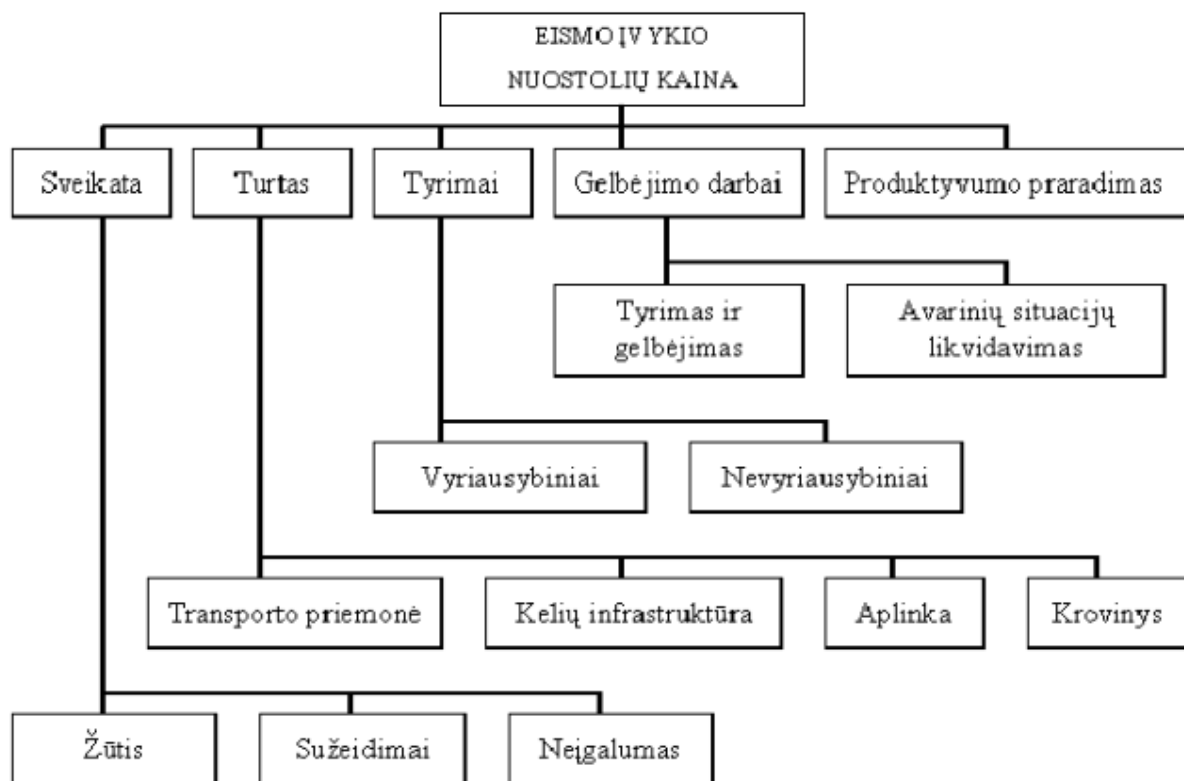 EISMO ĮVYKIO
NUOSTOLIŲ KAINA
Sveikata
Turtas
Tyrimai
Gelbėjimo darbai
Produktyvumo praradimas
Tyrimas ir
gelbėjimas
Avarinių situacijų
likvidavimas
Vyriausybiniai
Nevyriausybiniai
Transporto priemonė
Kelių infrastruktūra
Aplinka
Krovinys
Žūtis
Sužeidimai
Neįgalumas